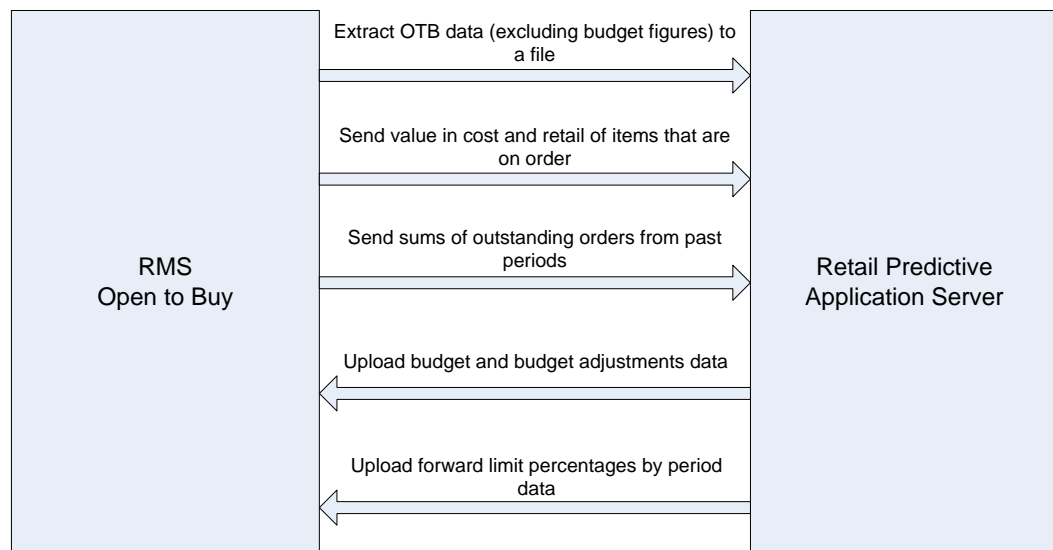 Extract OTB data (excluding budget figures) to
a file
Send value in cost and retail of items that are
on order
Send sums of outstanding orders from past
periods
RMS
Open to Buy
Retail Predictive
Application Server
Upload budget and budget adjustments data
Upload forward limit percentages by period
data